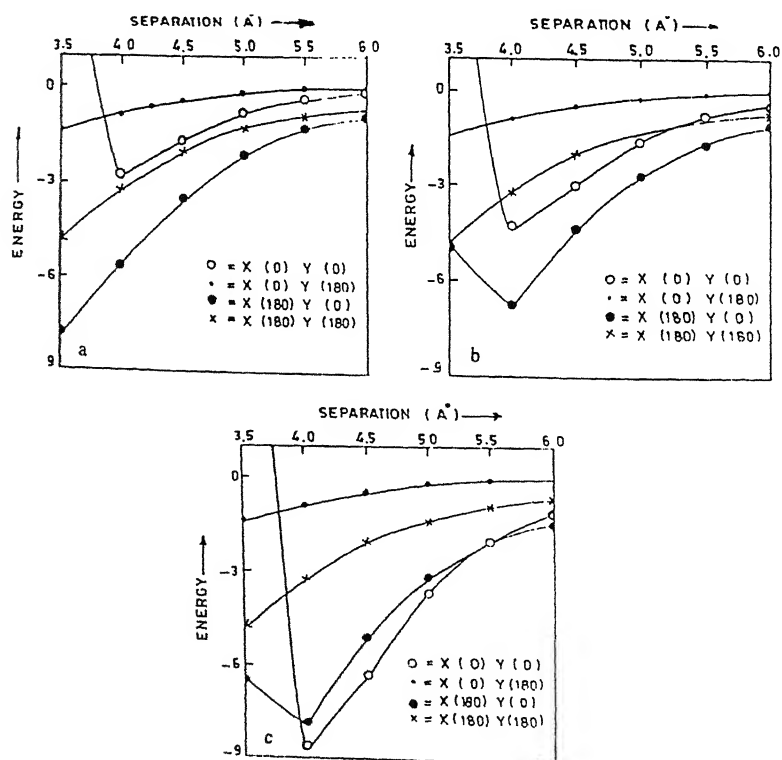 SEPARATION (A°)
3.5 4.0 4.5 5.0 5.5 6.0
0
-3
-6
9
ENERGY
O = X (0) Y (0)
• = X (0) Y (180)
● = X (180) Y (0)
× = X (180) Y (180)
a
SEPARATION (A°)
3.5 4.0 4.5 5.0 5.5 6.0
0
-3
-6
-9
ENERGY
O = X (0) Y (0)
• = X (0) Y (180)
● = X (180) Y (0)
× = X (180) Y (160)
b
SEPARATION (A°)
3.5 4.0 4.5 5.0 5.5 6.0
0
-3
-6
-9
ENERGY
O = X (0) Y (0)
• = X (0) Y (180)
● = X (180) Y (0)
× = X (180) Y (180)
c